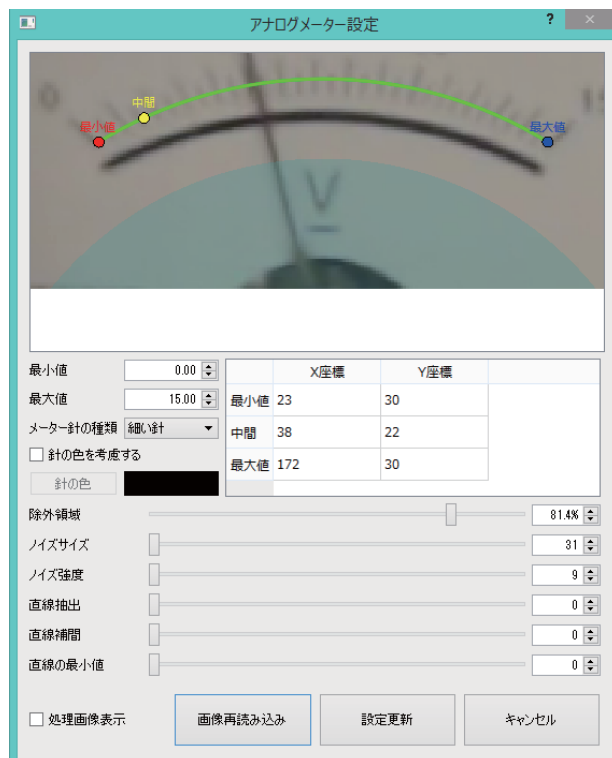 アナログメーター設定
?
×
0
15
中間
最小値
最大値
V
最小値 0.00
最大値 15.00
メーター針の種類 細い針
針の色を考慮する
針の色
X座標 Y座標
最小値 23 30
中間 38 22
最大値 172 30
除外領域 81.4%
ノイズサイズ 31
ノイズ強度 9
直線抽出 0
直線補間 0
直線の最小値 0
処理画像表示 画像再読み込み 設定更新 キャンセル